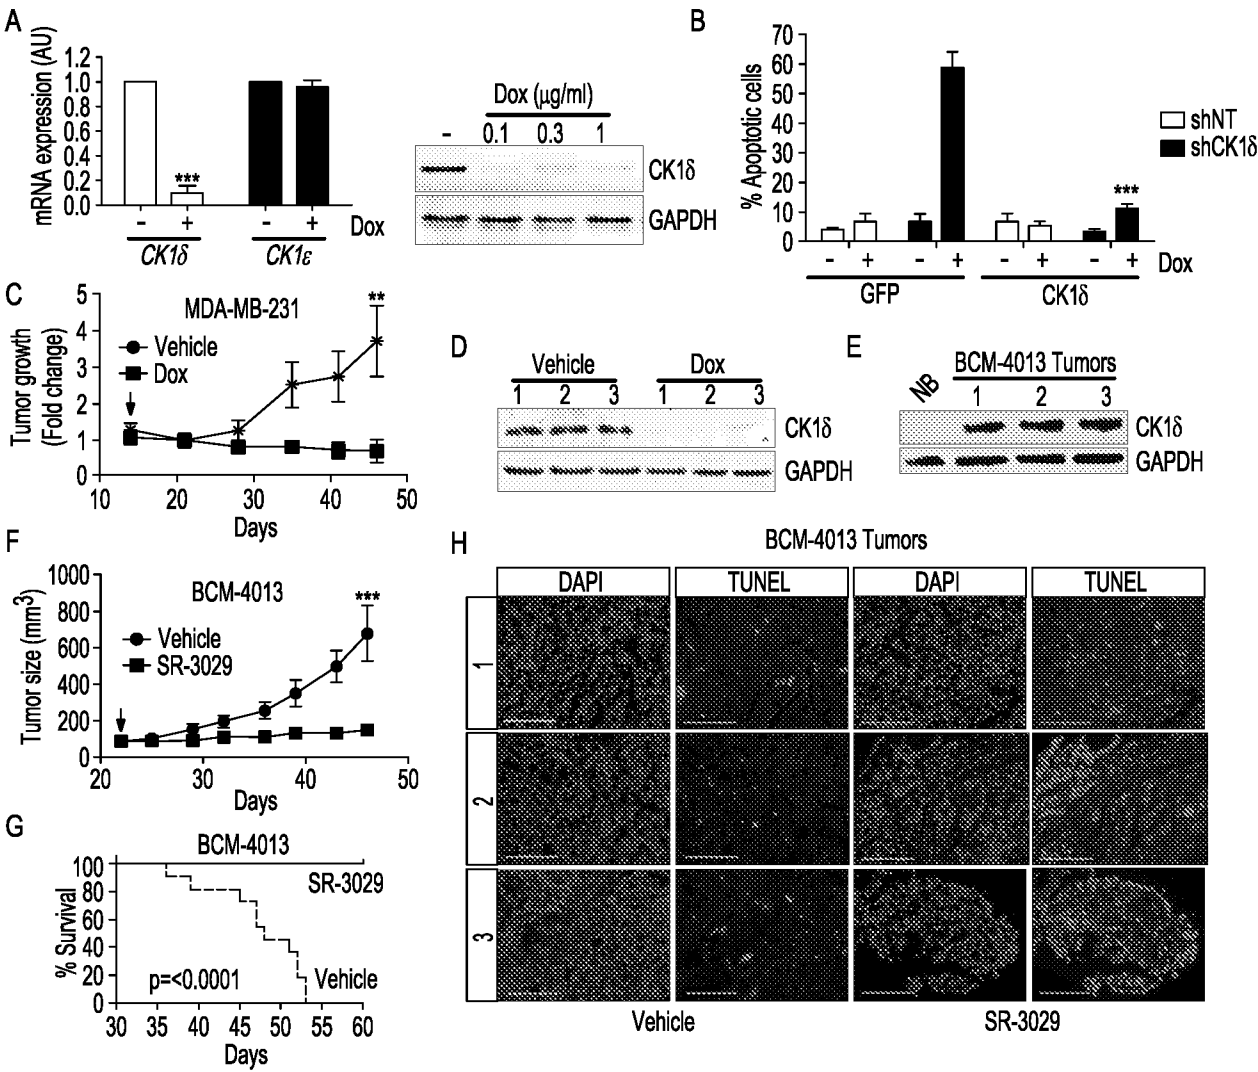 A
mRNA expression (AU)
1.2
1.0
0.8
0.6
0.4
0.2
0.0
***
- + - + Dox
CK1δ CK1ε
Dox (μg/ml)
- 0.1 0.3 1
CK1δ
GAPDH
B
% Apoptotic cells
70
60
50
40
30
20
10
0
***
shNT
shCK1δ
- + - + - + - + Dox
GFP CK1δ
C
MDA-MB-231
Tumor growth
(Fold change)
5
4
3
2
1
0
Vehicle
Dox
**
10 20 30 40 50
Days
D
Vehicle Dox
1 2 3 1 2 3
CK1δ
GAPDH
E
BCM-4013 Tumors
NB 1 2 3
CK1δ
GAPDH
F
BCM-4013
Tumor size (mm3)
1000
800
600
400
200
0
Vehicle
SR-3029
***
20 30 40 50
Days
G
BCM-4013
% Survival
100
80
60
40
20
0
SR-3029
Vehicle
p=<0.0001
30 35 40 45 50 55 60
Days
H
BCM-4013 Tumors
DAPI TUNEL DAPI TUNEL
1
2
3
Vehicle SR-3029